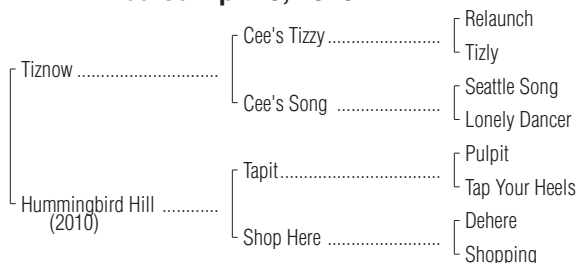 Relaunch
Cee's Tizzy ........................
Tizly
Tiznow ..............................
Seattle Song
Cee's Song ......................
Lonely Dancer
Pulpit
Tapit..................................
Tap Your Heels
Hummingbird Hill ............
(2010)
Dehere
Shop Here ........................
Shopping